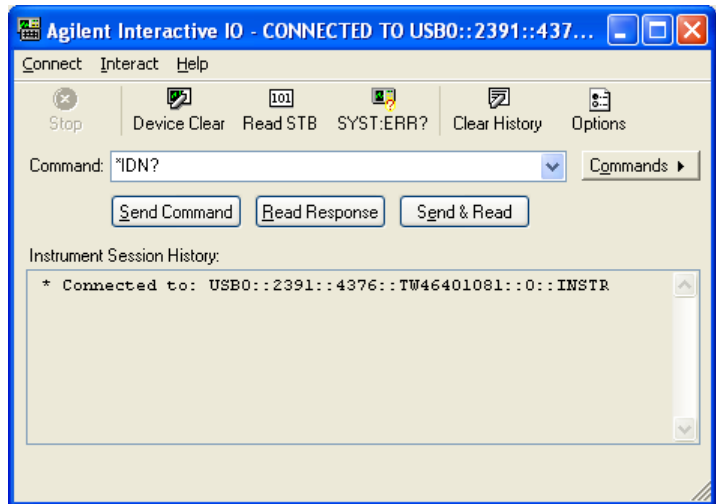 Agilent Interactive IO - CONNECTED TO USB0::2391::437...
Connect Interact Help
Stop Device Clear Read STB SYST:ERR? Clear History Options
Command: *IDN? Commands
Send Command Read Response Send & Read
Instrument Session History:
* Connected to: USB0::2391::4376::TW46401081::0::INSTR